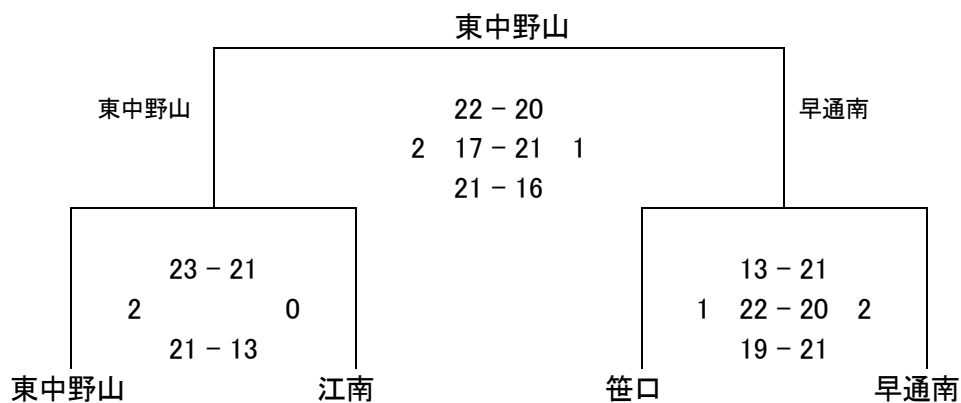 東中野山
東中野山
早通南
22 − 20
2 17 − 21 1
21 − 16
23 − 21
2 0
21 − 13
13 − 21
1 22 − 20 2
19 − 21
東中野山 江南 笹口 早通南